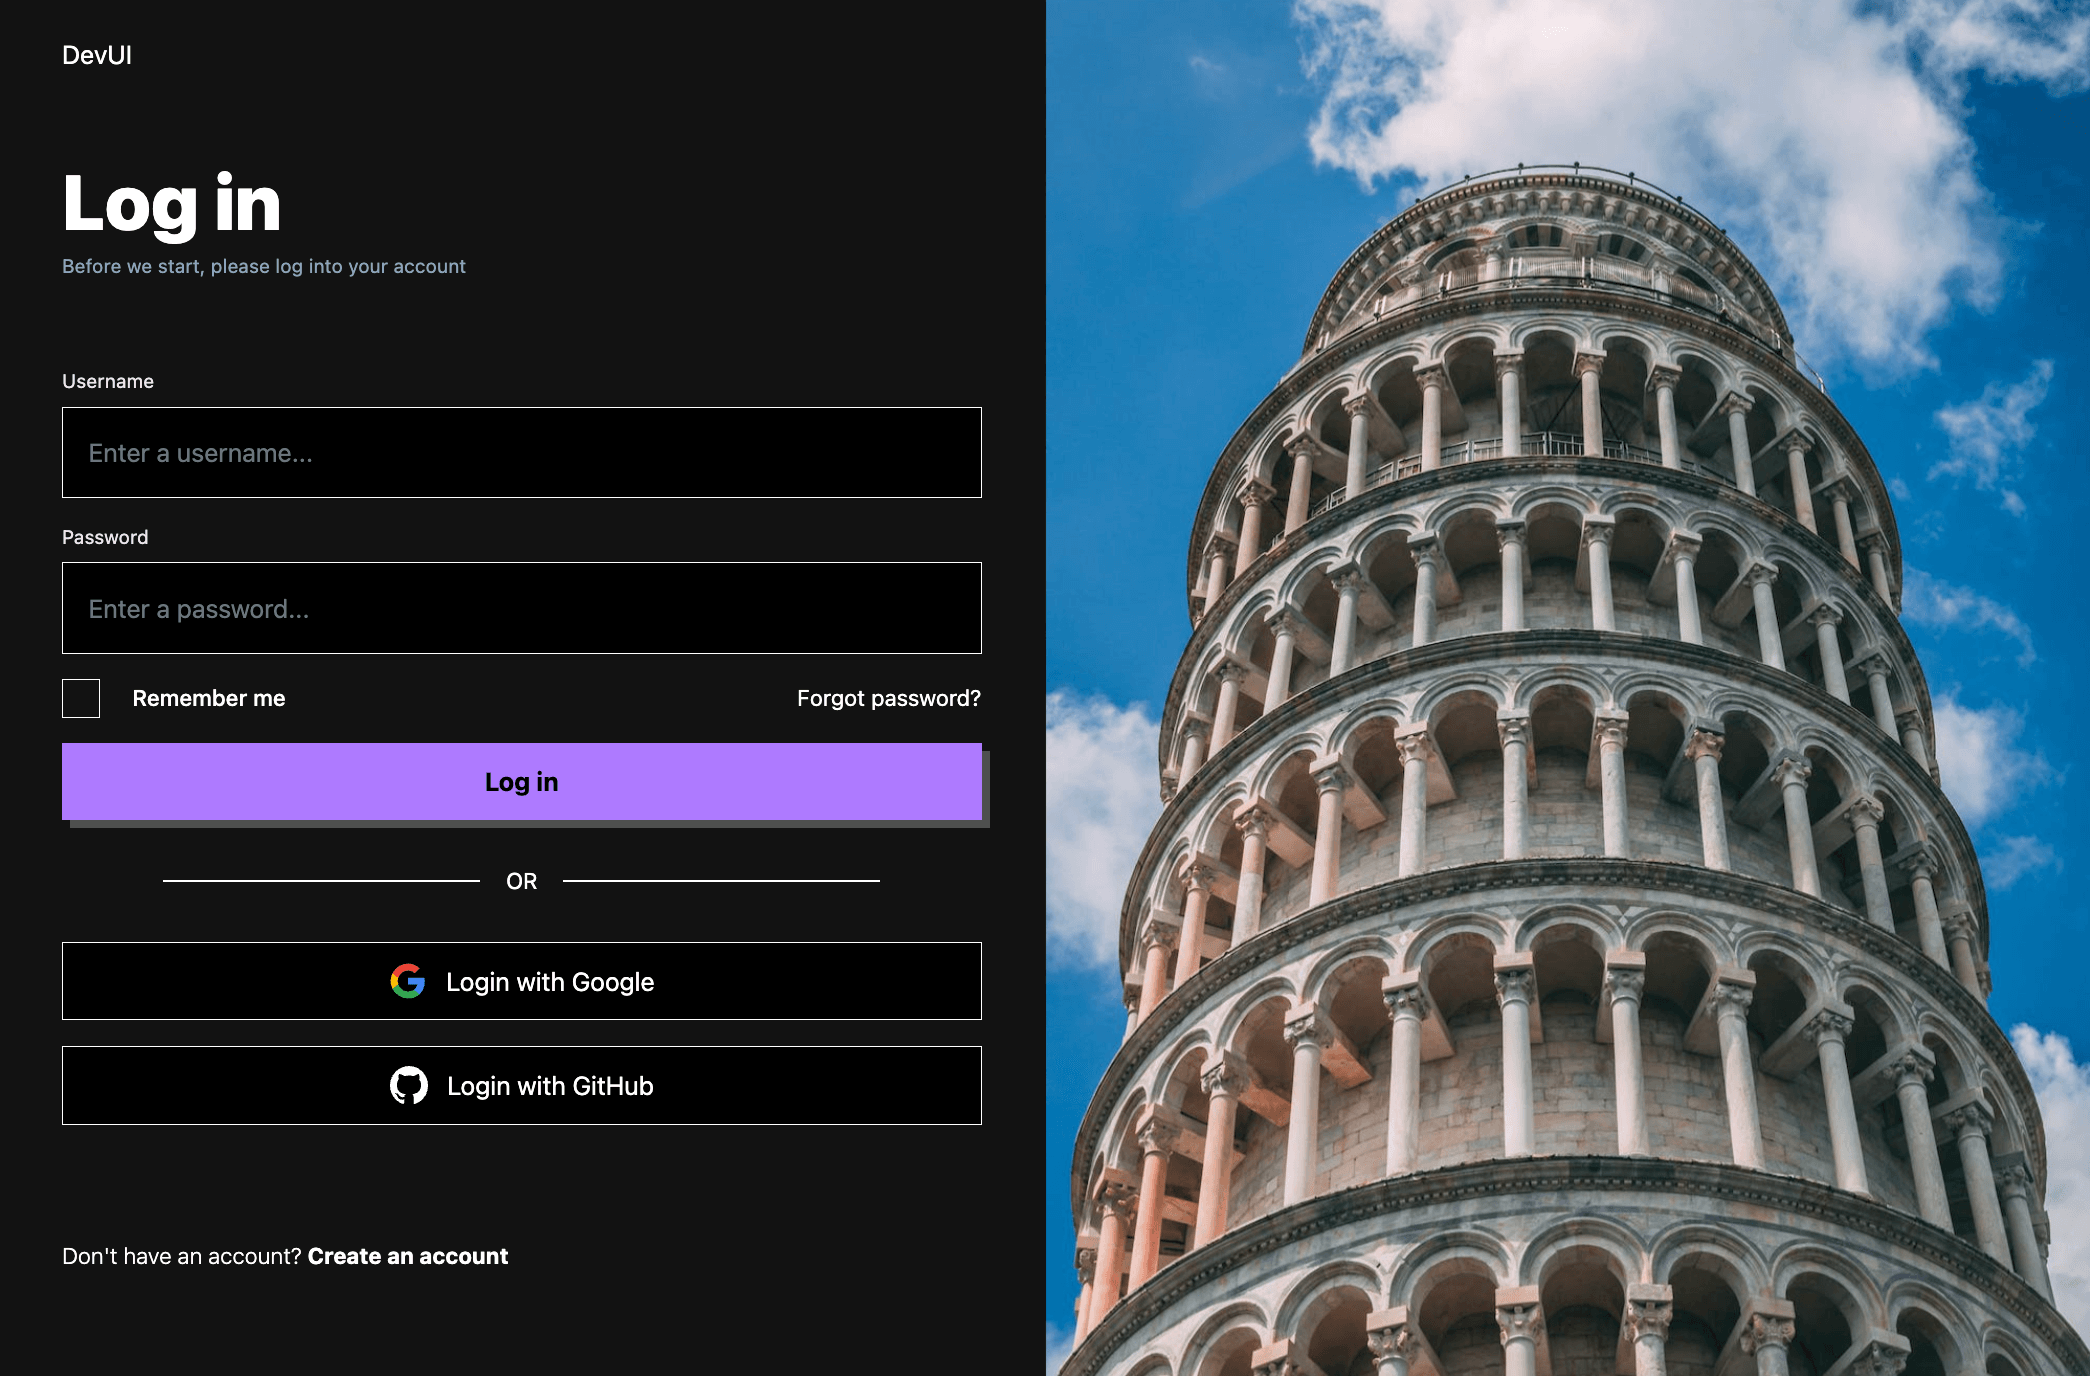 DevUI
Log in
Before we start, please log into your account
Username
Enter a username...
Password
Enter a password...
Remember me
Forgot password?
Log in
OR
Login with Google
Login with GitHub
Don't have an account? Create an account